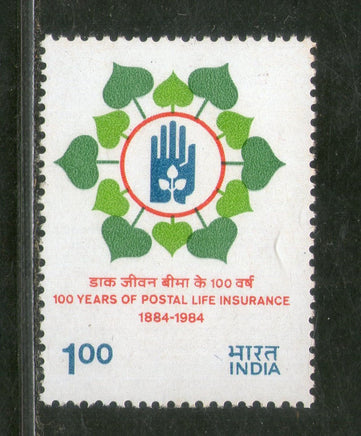 डाक जीवन बीमा के 100 वर्ष
100 YEARS OF POSTAL LIFE INSURANCE
1884-1984
1.00 भारत
INDIA